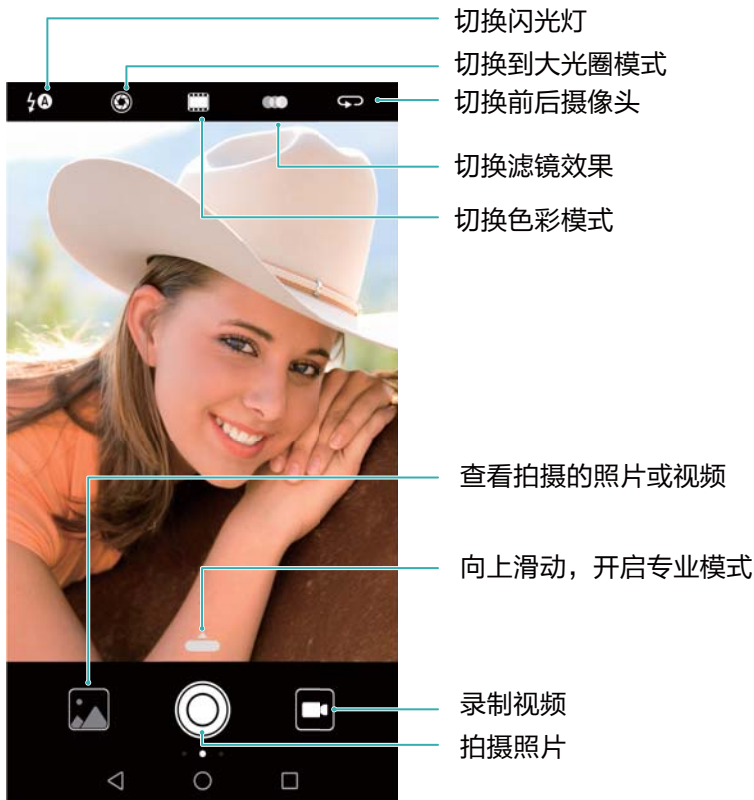 切换闪光灯
切换到大光圈模式
A
切换前后摄像头
切换滤镜效果
切换色彩模式
查看拍摄的照片或视频
向上滑动，开启专业模式
录制视频
拍摄照片